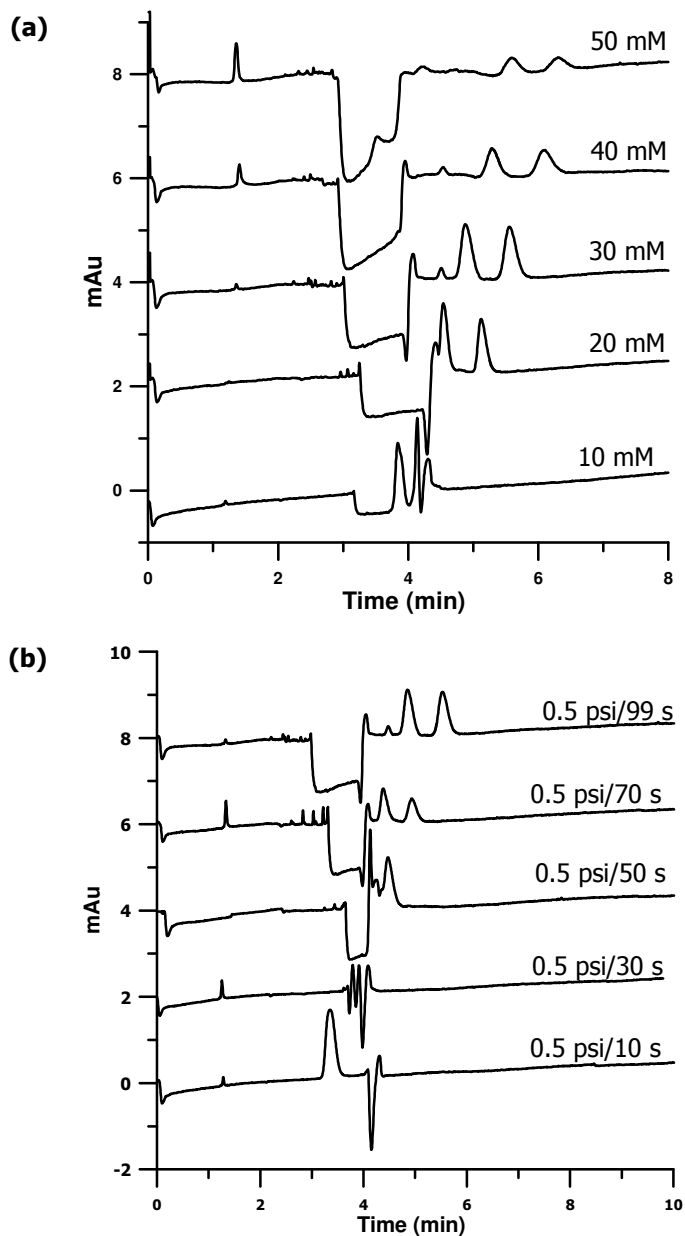 (a)
50 mM
8
40 mM
6
30 mM
mAu
4
20 mM
2
10 mM
0
0 2 4 6 8
Time (min)
(b)
10
0.5 psi/99 s
8
0.5 psi/70 s
6
0.5 psi/50 s
mAu
4
0.5 psi/30 s
2
0.5 psi/10 s
0
-2
0 2 4 6 8 10
Time (min)